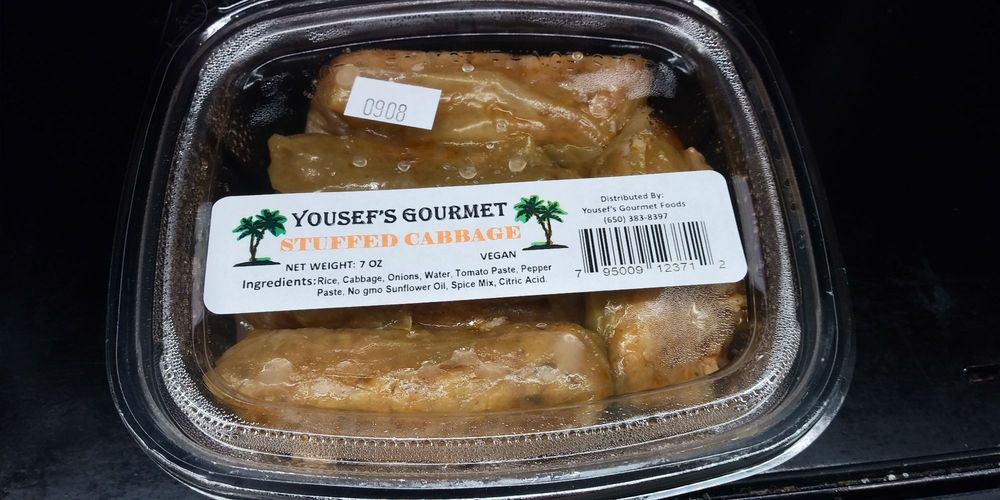 0908
YOUSEF'S GOURMET
STUFFED CABBAGE
NET WEIGHT: 7 OZ VEGAN
Ingredients:Rice, Cabbage, Onions, Water, Tomato Paste, Pepper
Paste, No gmo Sunflower Oil, Spice Mix, Citric Acid.
Distributed By:
Yousef's Gourmet Foods
(650) 383-8397
7 95009 12371 2